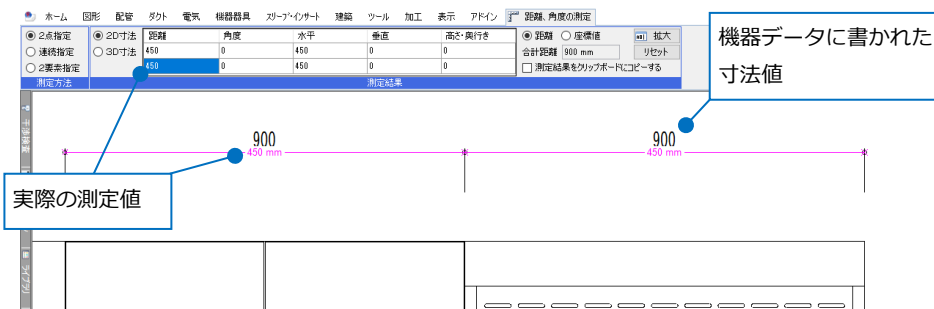 ホーム 図形 配管 ダクト 電気 機器器具 スリーブ・インサート 建築 ツール 加工 表示 アドイン 距離、角度の測定
2点指定 2D寸法 距離 角度 水平 垂直 高さ・奥行き 距離 座標値 拡大
連続指定 3D寸法 450 0 450 0 0 合計距離 900 mm リセット
2要素指定 450 0 450 0 0 測定結果をクリップボードにコピーする
測定方法 測定結果
機器データに書かれた
寸法値
900 900
450 mm 450 mm
実際の測定値